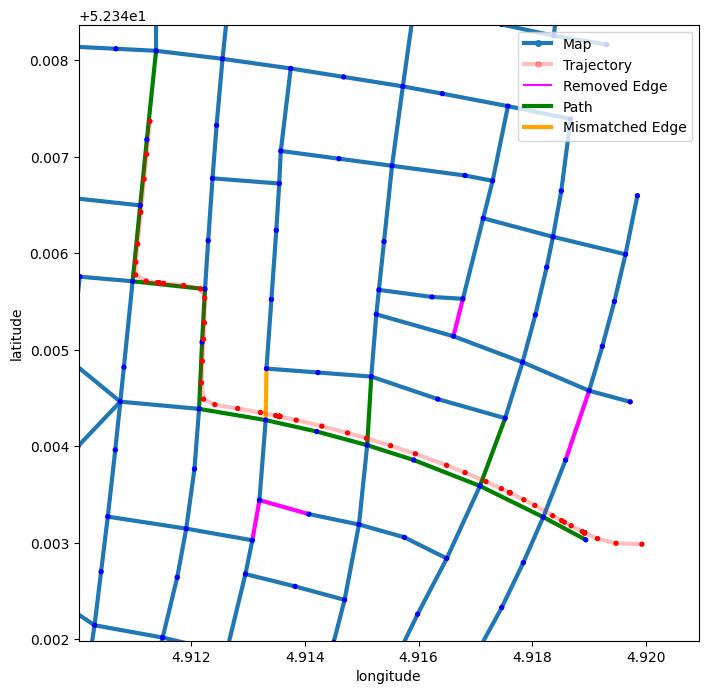 +5.234e1
Map
Trajectory
Removed Edge
Path
Mismatched Edge
0.008
0.007
0.006
0.005
0.004
0.003
0.002
latitude
4.912 4.914 4.916 4.918 4.920
longitude